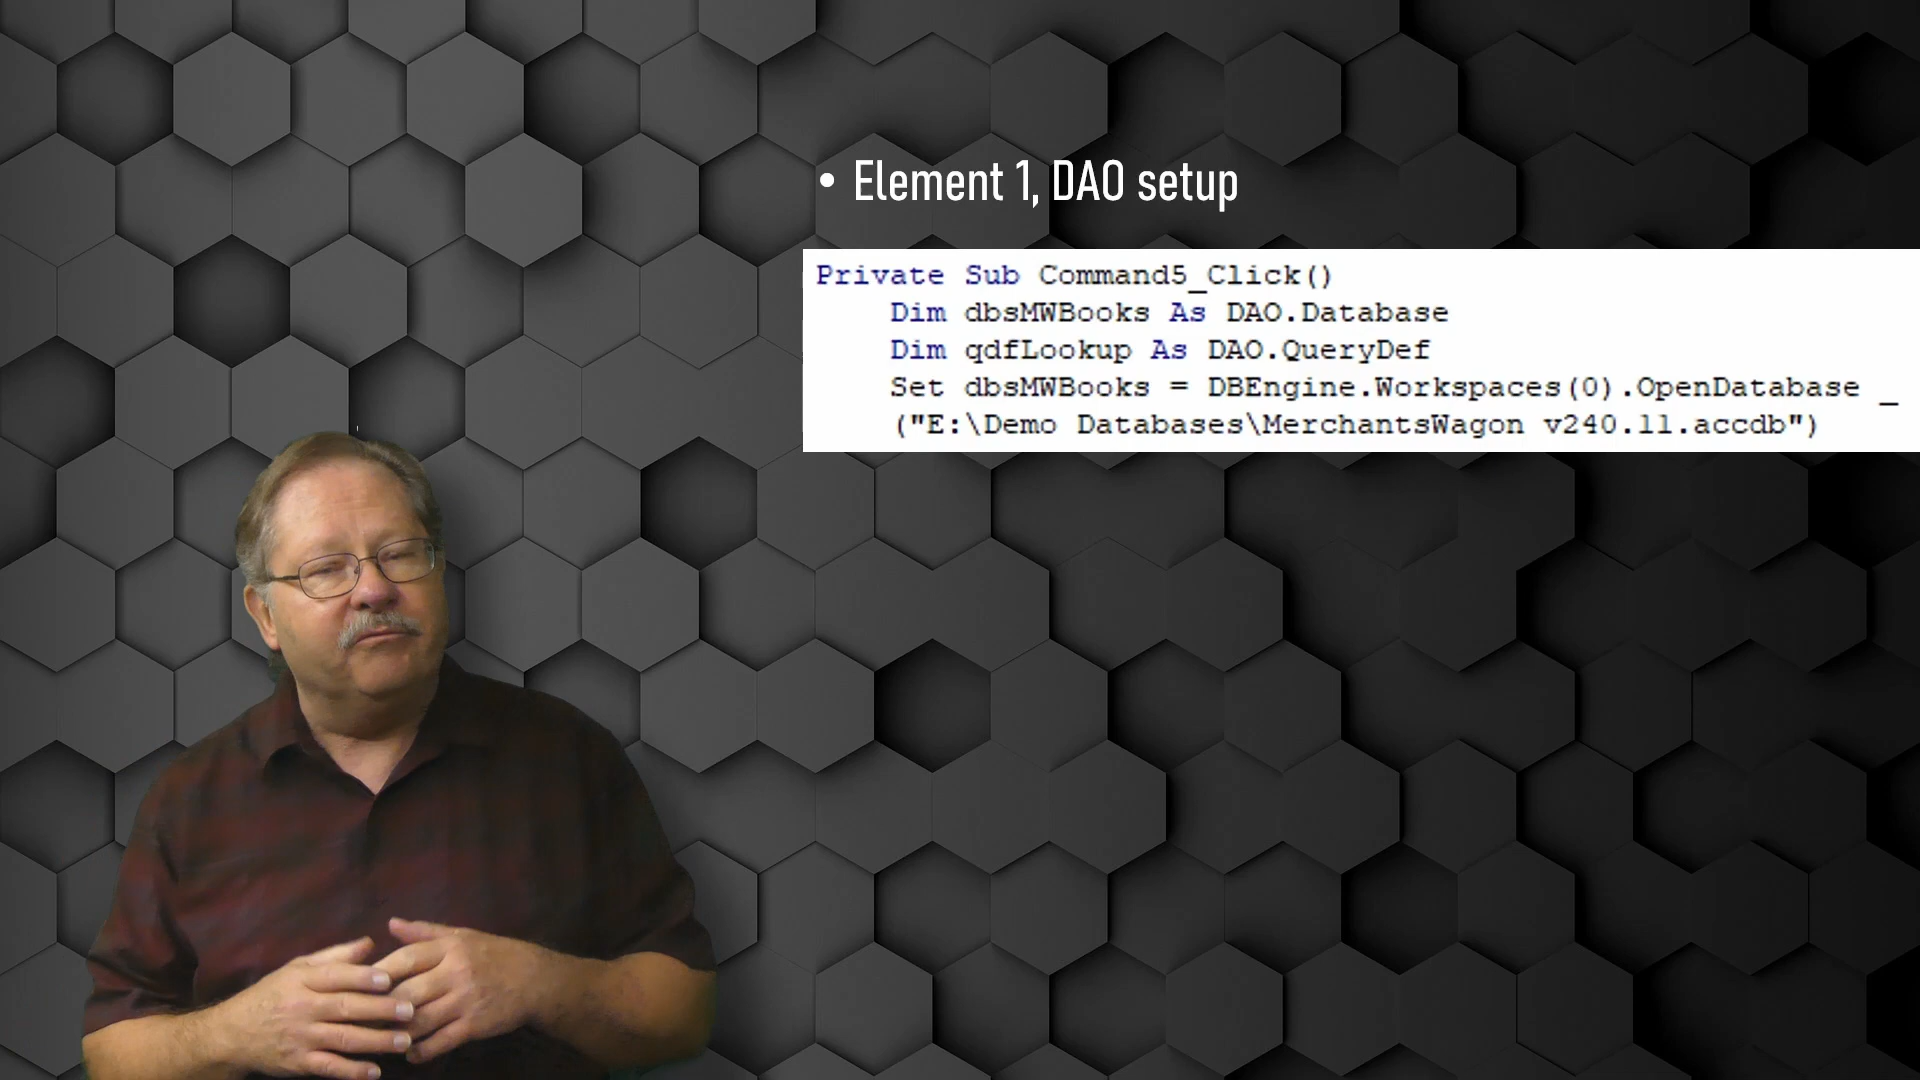 • Element 1, DAO setup
Private Sub Command5_Click()
Dim dbsMWBooks As DAO.Database
Dim qdfLookup As DAO.QueryDef
Set dbsMWBooks = DBEngine.Workspaces(0).OpenDatabase _
("E:\Demo Databases\MerchantsWagon v240.11.accdb")